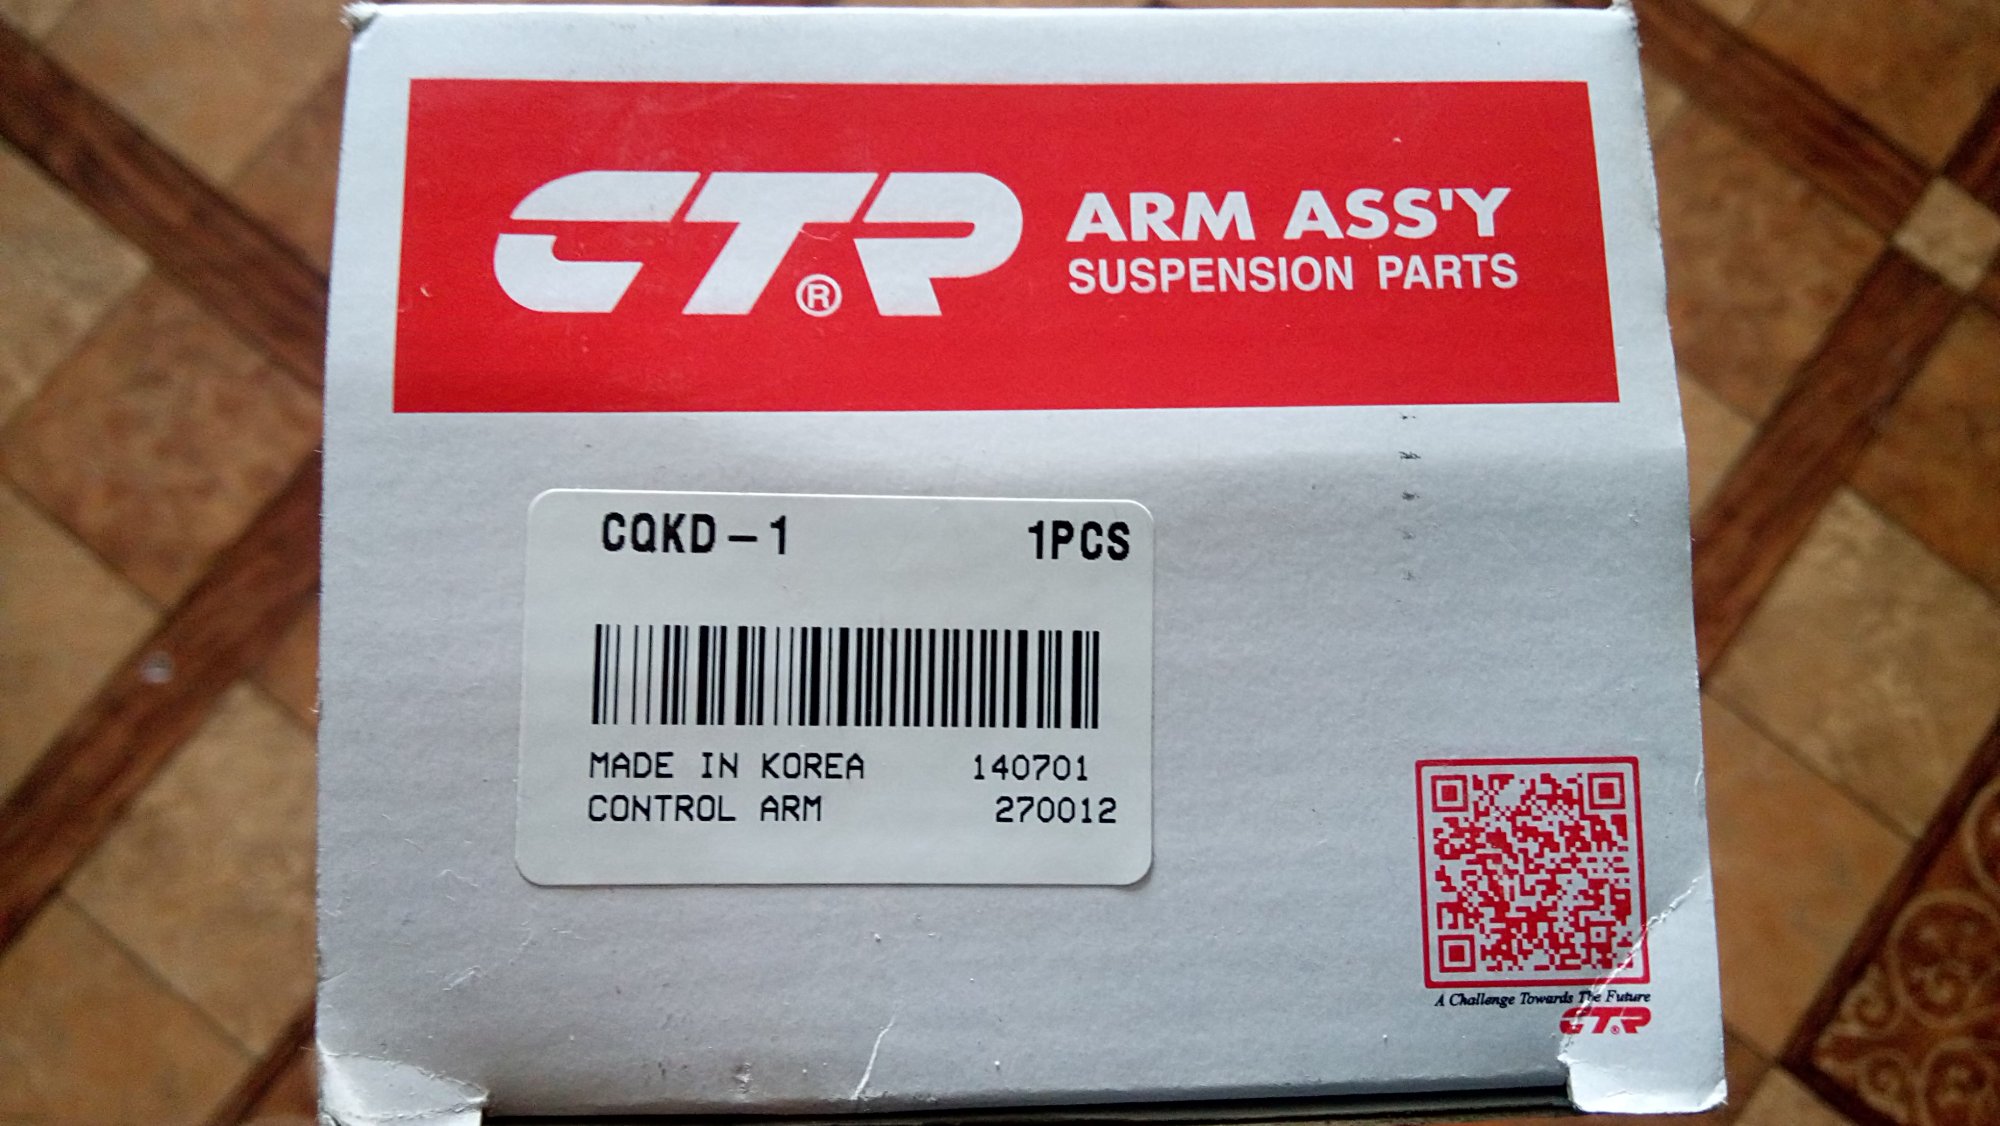 CTR®
ARM ASS'Y
SUSPENSION PARTS
CQKD-1 1PCS
MADE IN KOREA 140701
CONTROL ARM 270012
A Challenge Towards The Future
CTR®